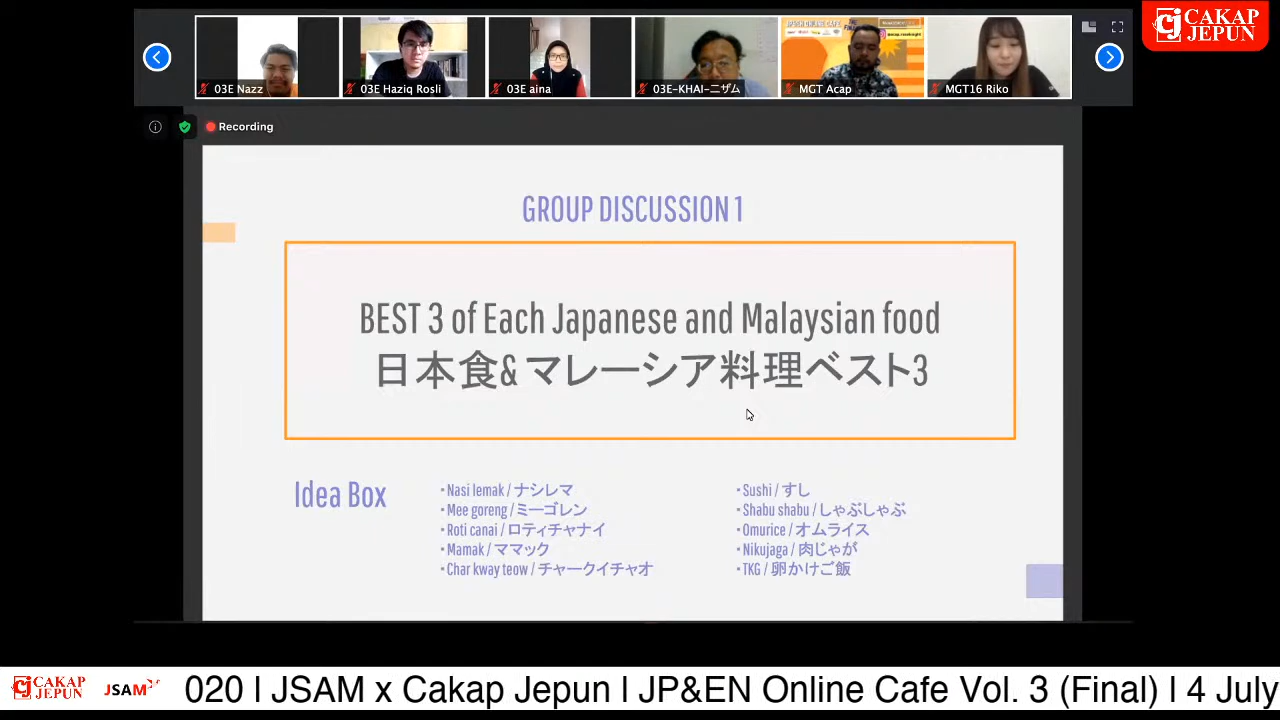 CAKAP
JEPUN
03E Nazz
03E Haziq Rosli
03E aina
03E-KHAI-ニザム
MGT Acap
MGT16 Riko
Recording
GROUP DISCUSSION 1
BEST 3 of Each Japanese and Malaysian food
日本食&マレーシア料理ベスト3
Idea Box
・Nasi lemak / ナシレマ
・Mee goreng / ミーゴレン
・Roti canai / ロティチャナイ
・Mamak / ママック
・Char kway teow / チャークイチャオ
・Sushi / すし
・Shabu shabu / しゃぶしゃぶ
・Omurice / オムライス
・Nikujaga / 肉じゃが
・TKG / 卵かけご飯
CAKAP
JEPUN
JSAM
020 I JSAM x Cakap Jepun I JP&EN Online Cafe Vol. 3 (Final) I 4 July